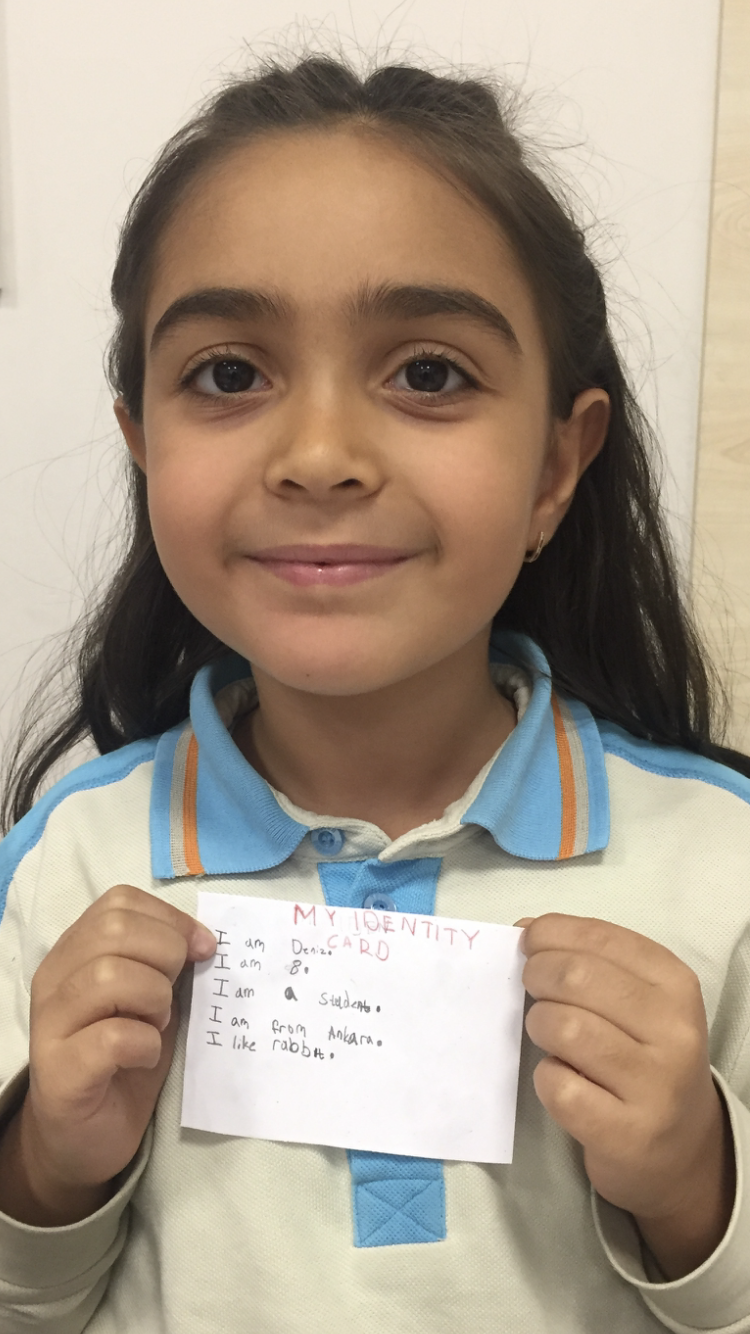 MY IDENTITY
CARD
I am Deniz.
I am 8.
I am a student.
I am from Ankara.
I like rabbit.